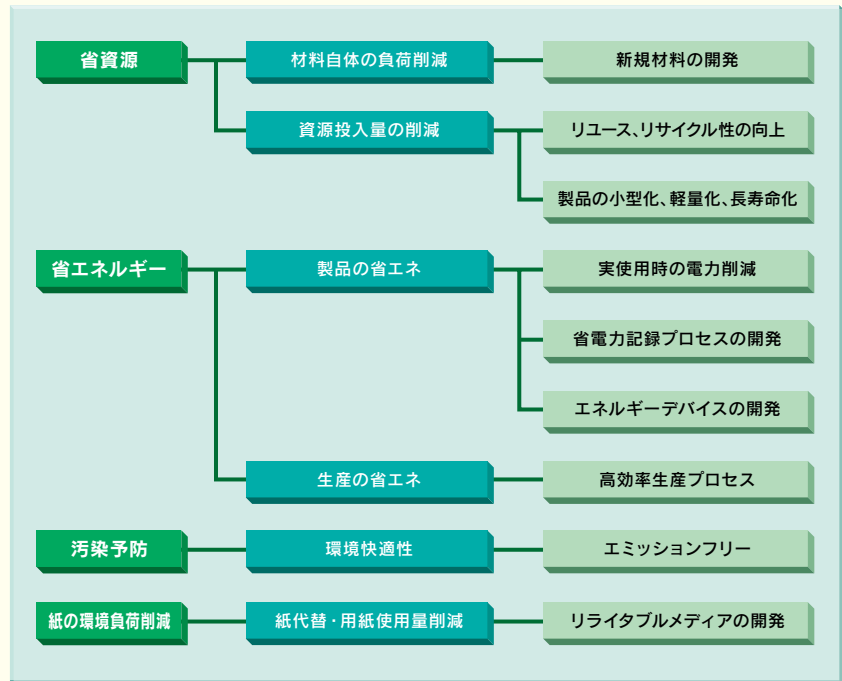 省資源
材料自体の負荷削減
新規材料の開発
資源投入量の削減
リユース、リサイクル性の向上
製品の小型化、軽量化、長寿命化
省エネルギー
製品の省エネ
実使用時の電力削減
省電力記録プロセスの開発
エネルギーデバイスの開発
生産の省エネ
高効率生産プロセス
汚染予防
環境快適性
エミッションフリー
紙の環境負荷削減
紙代替・用紙使用量削減
リライタブルメディアの開発